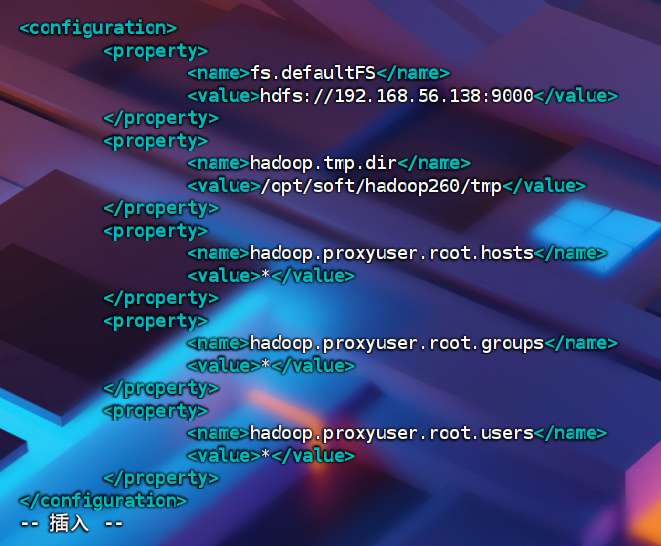 <configuration>
<property>
<name>fs.defaultFS</name>
<value>hdfs://192.168.56.138:9000</value>
</property>
<property>
<name>hadoop.tmp.dir</name>
<value>/opt/soft/hadoop260/tmp</value>
</property>
<property>
<name>hadoop.proxyuser.root.hosts</name>
<value>*</value>
</property>
<property>
<name>hadoop.proxyuser.root.groups</name>
<value>*</value>
</property>
<property>
<name>hadoop.proxyuser.root.users</name>
<value>*</value>
</property>
</configuration>
-- 插入 --